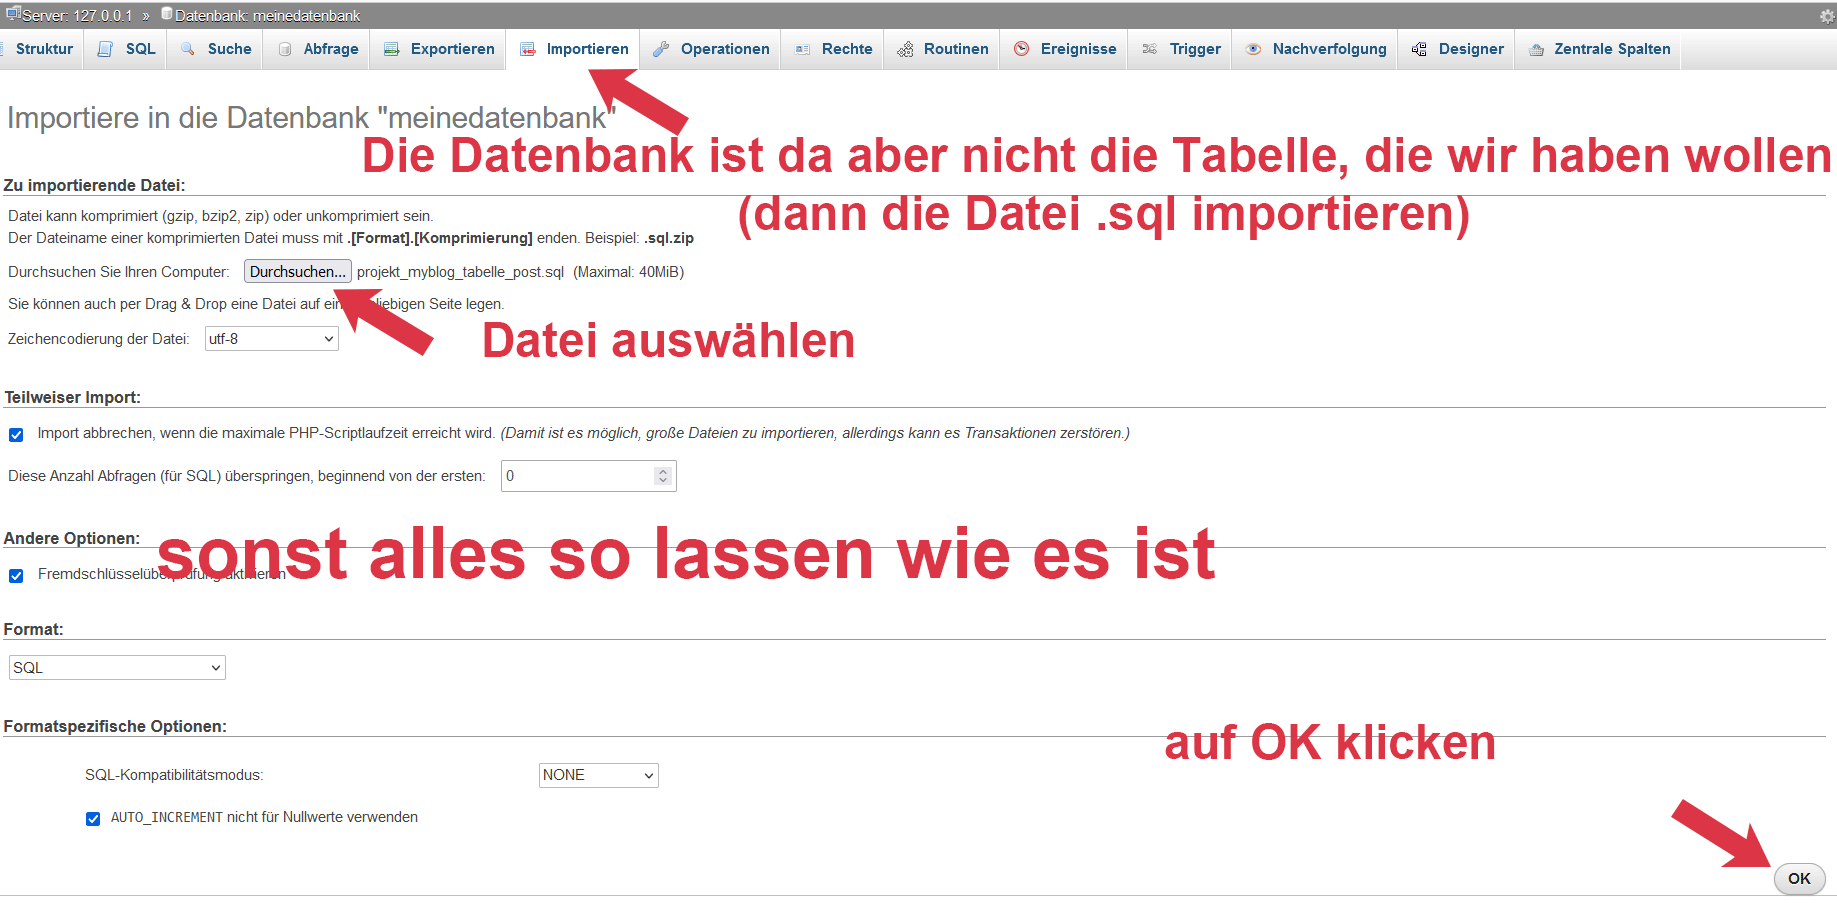 Server: 127.0.0.1 » Datenbank: meinedatenbank
Struktur SQL Suche Abfrage Exportieren Importieren Operationen Rechte Routinen Ereignisse Trigger Nachverfolgung Designer Zentrale Spalten
Importiere in die Datenbank "meinedatenbank"
Die Datenbank ist da aber nicht die Tabelle, die wir haben wollen
(dann die Datei .sql importieren)
Zu importierende Datei:
Datei kann komprimiert (gzip, bzip2, zip) oder unkomprimiert sein.
Der Dateiname einer komprimierten Datei muss mit .[Format].[Komprimierung] enden. Beispiel: .sql.zip
Durchsuchen Sie Ihren Computer: Durchsuchen... projekt_myblog_tabelle_post.sql (Maximal: 40MiB)
Sie können auch per Drag & Drop eine Datei auf Seite legen.
Datei auswählen
Zeichencodierung der Datei: utf-8
Teilweiser Import:
Import abbrechen, wenn die maximale PHP-Scriptlaufzeit erreicht wird. (Damit ist es möglich, große Dateien zu importieren, allerdings kann es Transaktionen zerstören.)
Diese Anzahl Abfragen (für SQL) überspringen, beginnend von der ersten: 0
Andere Optionen:
sonst alles so lassen wie es ist
Fremdschlüsselüberprüfung aktivieren
Format:
SQL
Formatspezifische Optionen:
auf OK klicken
SQL-Kompatibilitätsmodus: NONE
AUTO_INCREMENT nicht für Nullwerte verwenden
OK